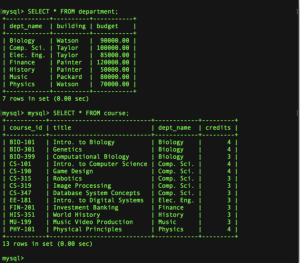 mysql> SELECT * FROM department;
+------------+----------+-----------+
| dept_name | building | budget |
+------------+----------+-----------+
| Biology | Watson | 90000.00 |
| Comp. Sci. | Taylor | 100000.00 |
| Elec. Eng. | Taylor | 85000.00 |
| Finance | Painter | 120000.00 |
| History | Painter | 50000.00 |
| Music | Packard | 80000.00 |
| Physics | Watson | 70000.00 |
+------------+----------+-----------+
7 rows in set (0.00 sec)
mysql> SELECT * FROM course;
+-----------+----------------------------+------------+---------+
| course_id | title | dept_name | credits |
+-----------+----------------------------+------------+---------+
| BIO-101 | Intro. to Biology | Biology | 4 |
| BIO-301 | Genetics | Biology | 4 |
| BIO-399 | Computational Biology | Biology | 3 |
| CS-101 | Intro. to Computer Science | Comp. Sci. | 4 |
| CS-190 | Game Design | Comp. Sci. | 4 |
| CS-315 | Robotics | Comp. Sci. | 3 |
| CS-319 | Image Processing | Comp. Sci. | 3 |
| CS-347 | Database System Concepts | Comp. Sci. | 3 |
| EE-181 | Intro. to Digital Systems | Elec. Eng. | 3 |
| FIN-201 | Investment Banking | Finance | 3 |
| HIS-351 | World History | History | 3 |
| MU-199 | Music Video Production | Music | 3 |
| PHY-101 | Physical Principles | Physics | 4 |
+-----------+----------------------------+------------+---------+
13 rows in set (0.00 sec)
mysql>